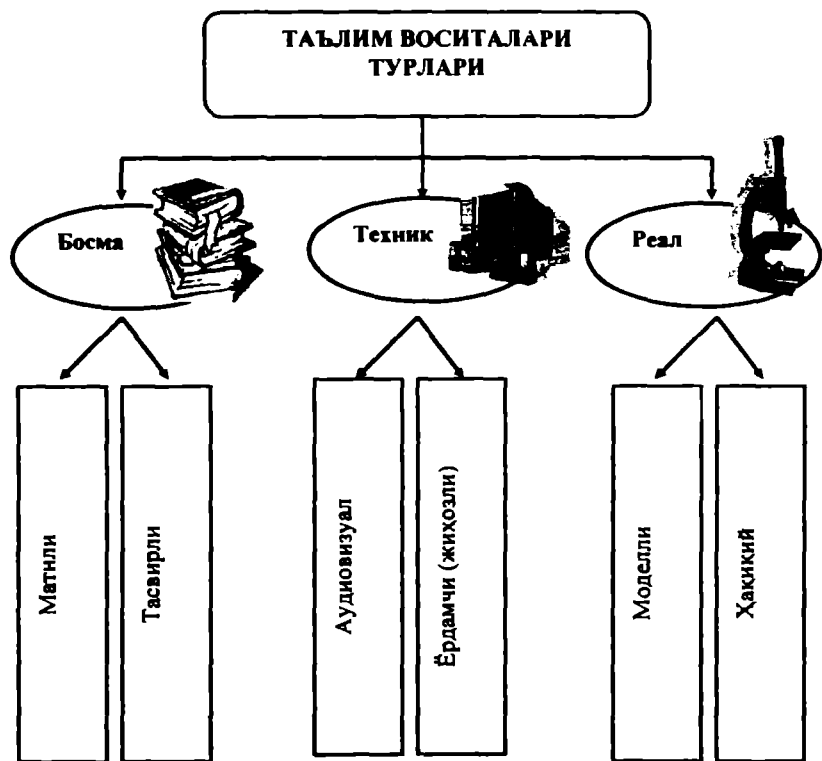 ТАЪЛИМ ВОСИТАЛАРИ
ТУРЛАРИ
Босма
Техник
Реал
Матнли
Тасвирли
Аудиовизуал
Ёрдамчи (жиҳозли)
Моделли
Ҳақиқий